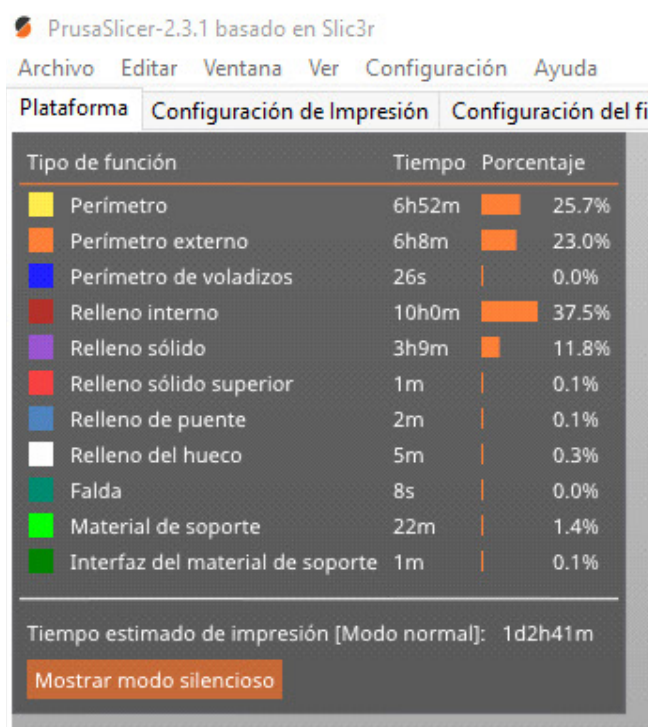 PrusaSlicer-2.3.1 basado en Slic3r
Archivo Editar Ventana Ver Configuración Ayuda
Plataforma Configuración de Impresión Configuración del fi
Tipo de función Tiempo Porcentaje
Perímetro 6h52m 25.7%
Perímetro externo 6h8m 23.0%
Perímetro de voladizos 26s 0.0%
Relleno interno 10h0m 37.5%
Relleno sólido 3h9m 11.8%
Relleno sólido superior 1m 0.1%
Relleno de puente 2m 0.1%
Relleno del hueco 5m 0.3%
Falda 8s 0.0%
Material de soporte 22m 1.4%
Interfaz del material de soporte 1m 0.1%
Tiempo estimado de impresión [Modo normal]: 1d2h41m
Mostrar modo silencioso